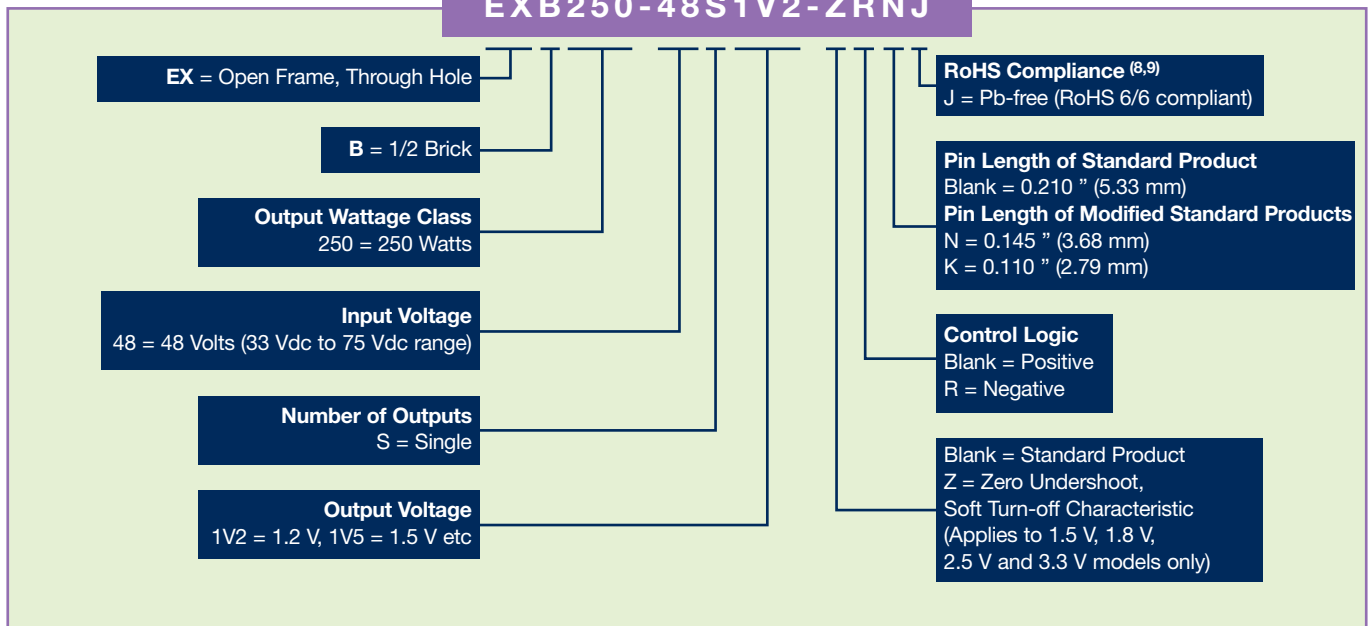 EXB250-48S1V2-ZRNJ
EX = Open Frame, Through Hole
B = 1/2 Brick
Output Wattage Class
250 = 250 Watts
Input Voltage
48 = 48 Volts (33 Vdc to 75 Vdc range)
Number of Outputs
S = Single
Output Voltage
1V2 = 1.2 V, 1V5 = 1.5 V etc
RoHS Compliance (8,9)
J = Pb-free (RoHS 6/6 compliant)
Pin Length of Standard Product
Blank = 0.210 ” (5.33 mm)
Pin Length of Modified Standard Products
N = 0.145 ” (3.68 mm)
K = 0.110 ” (2.79 mm)
Control Logic
Blank = Positive
R = Negative
Blank = Standard Product
Z = Zero Undershoot,
Soft Turn-off Characteristic
(Applies to 1.5 V, 1.8 V,
2.5 V and 3.3 V models only)